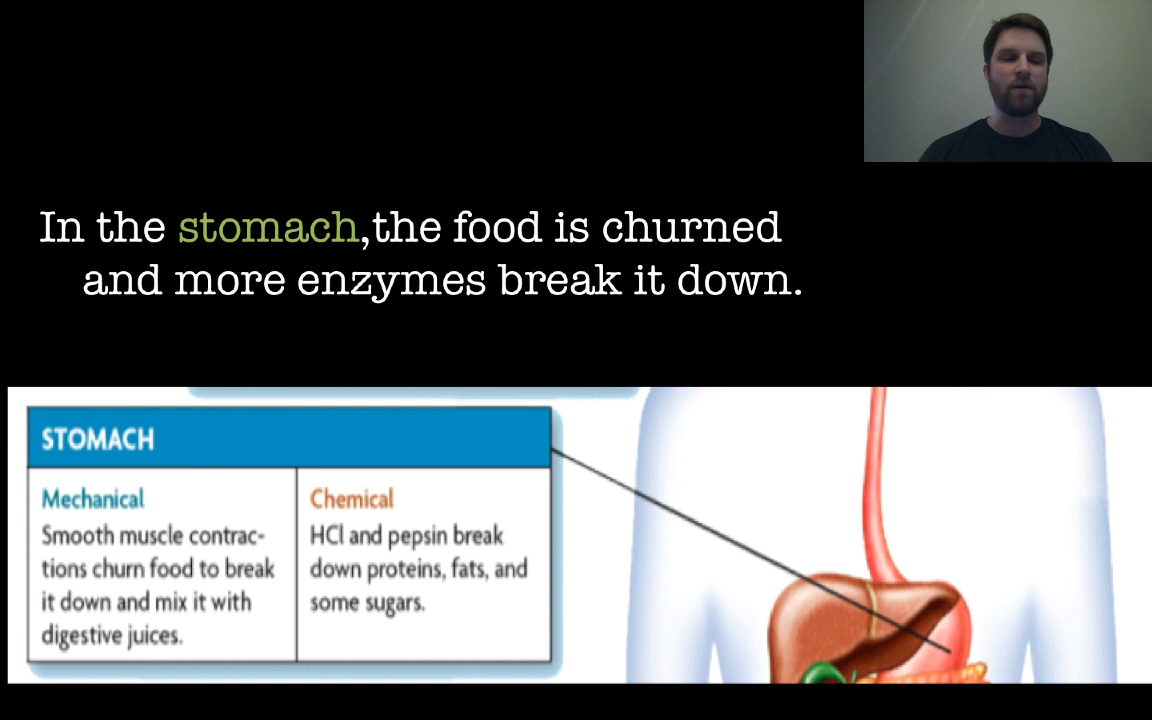 In the stomach,the food is churned
and more enzymes break it down.
STOMACH
Mechanical
Smooth muscle contrac-
tions churn food to break
it down and mix it with
digestive juices.
Chemical
HCl and pepsin break
down proteins, fats, and
some sugars.